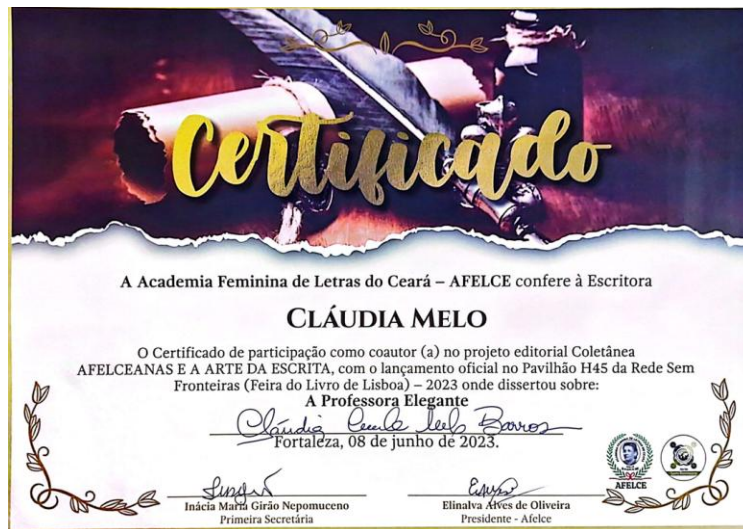 Certificado
A Academia Feminina de Letras do Ceará – AFELCE confere à Escritora
CLÁUDIA MELO
O Certificado de participação como coautor (a) no projeto editorial Coletânea
AFELCEANAS E A ARTE DA ESCRITA, com o lançamento oficial no Pavilhão H45 da Rede Sem
Fronteiras (Feira do Livro de Lisboa) – 2023 onde dissertou sobre:
A Professora Elegante
Cláudia Melo Barros
Fortaleza, 08 de junho de 2023.
AFELCE
Inácia Maria Girão Nepomuceno
Primeira Secretária
Elinalva Alves de Oliveira
Presidente - Afelce